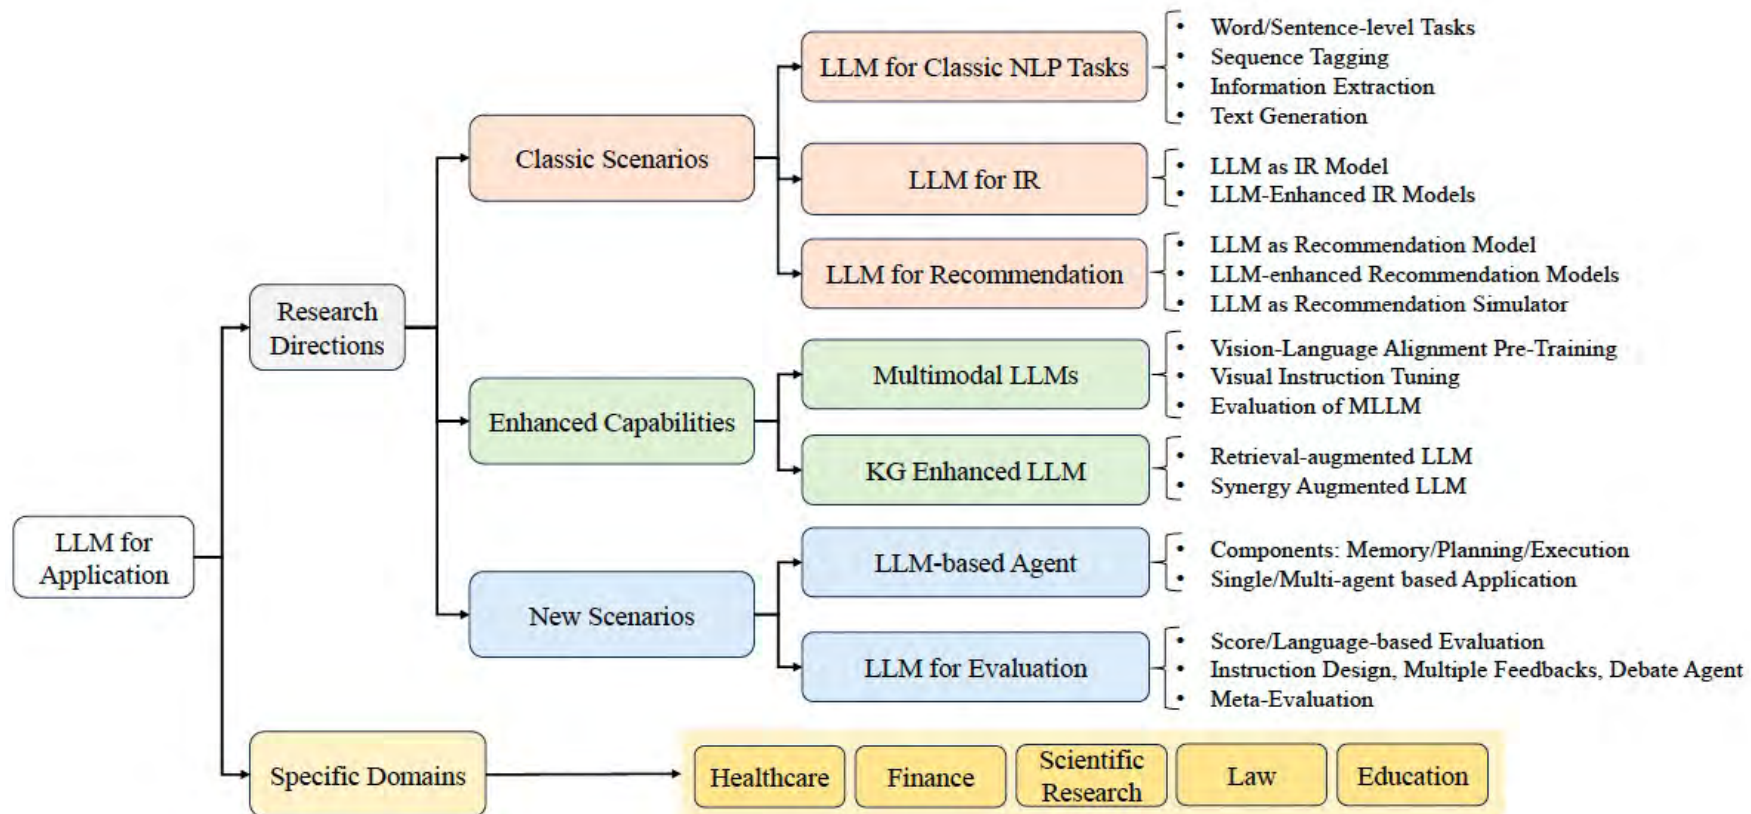 LLM for
Application
Research
Directions
Classic Scenarios
LLM for Classic NLP Tasks
• Word/Sentence-level Tasks
• Sequence Tagging
• Information Extraction
• Text Generation
LLM for IR
• LLM as IR Model
• LLM-Enhanced IR Models
LLM for Recommendation
• LLM as Recommendation Model
• LLM-enhanced Recommendation Models
• LLM as Recommendation Simulator
Enhanced Capabilities
Multimodal LLMs
• Vision-Language Alignment Pre-Training
• Visual Instruction Tuning
• Evaluation of MLLM
KG Enhanced LLM
• Retrieval-augmented LLM
• Synergy Augmented LLM
New Scenarios
LLM-based Agent
• Components: Memory/Planning/Execution
• Single/Multi-agent based Application
LLM for Evaluation
• Score/Language-based Evaluation
• Instruction Design, Multiple Feedbacks, Debate Agent
• Meta-Evaluation
Specific Domains
Healthcare
Finance
Scientific
Research
Law
Education